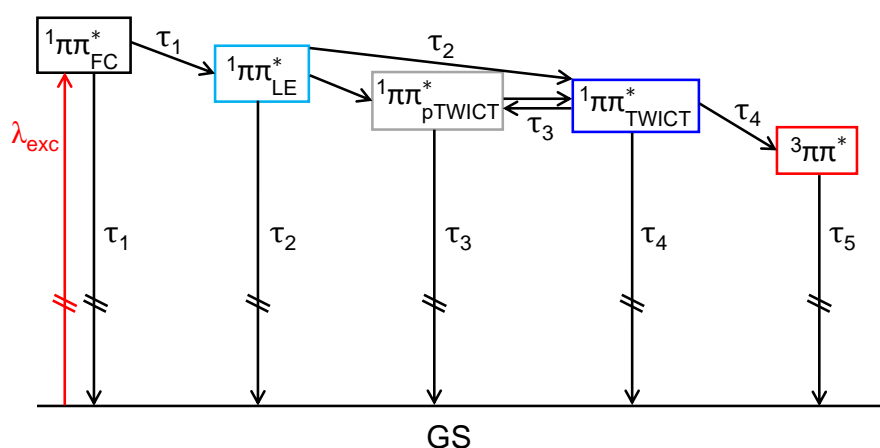 ¹ππ*FC
τ1
¹ππ*LE
τ2
¹ππ*pTWICT
τ3
¹ππ*TWICT
τ4
³ππ*
λexc
τ1
τ2
τ3
τ4
τ5
GS